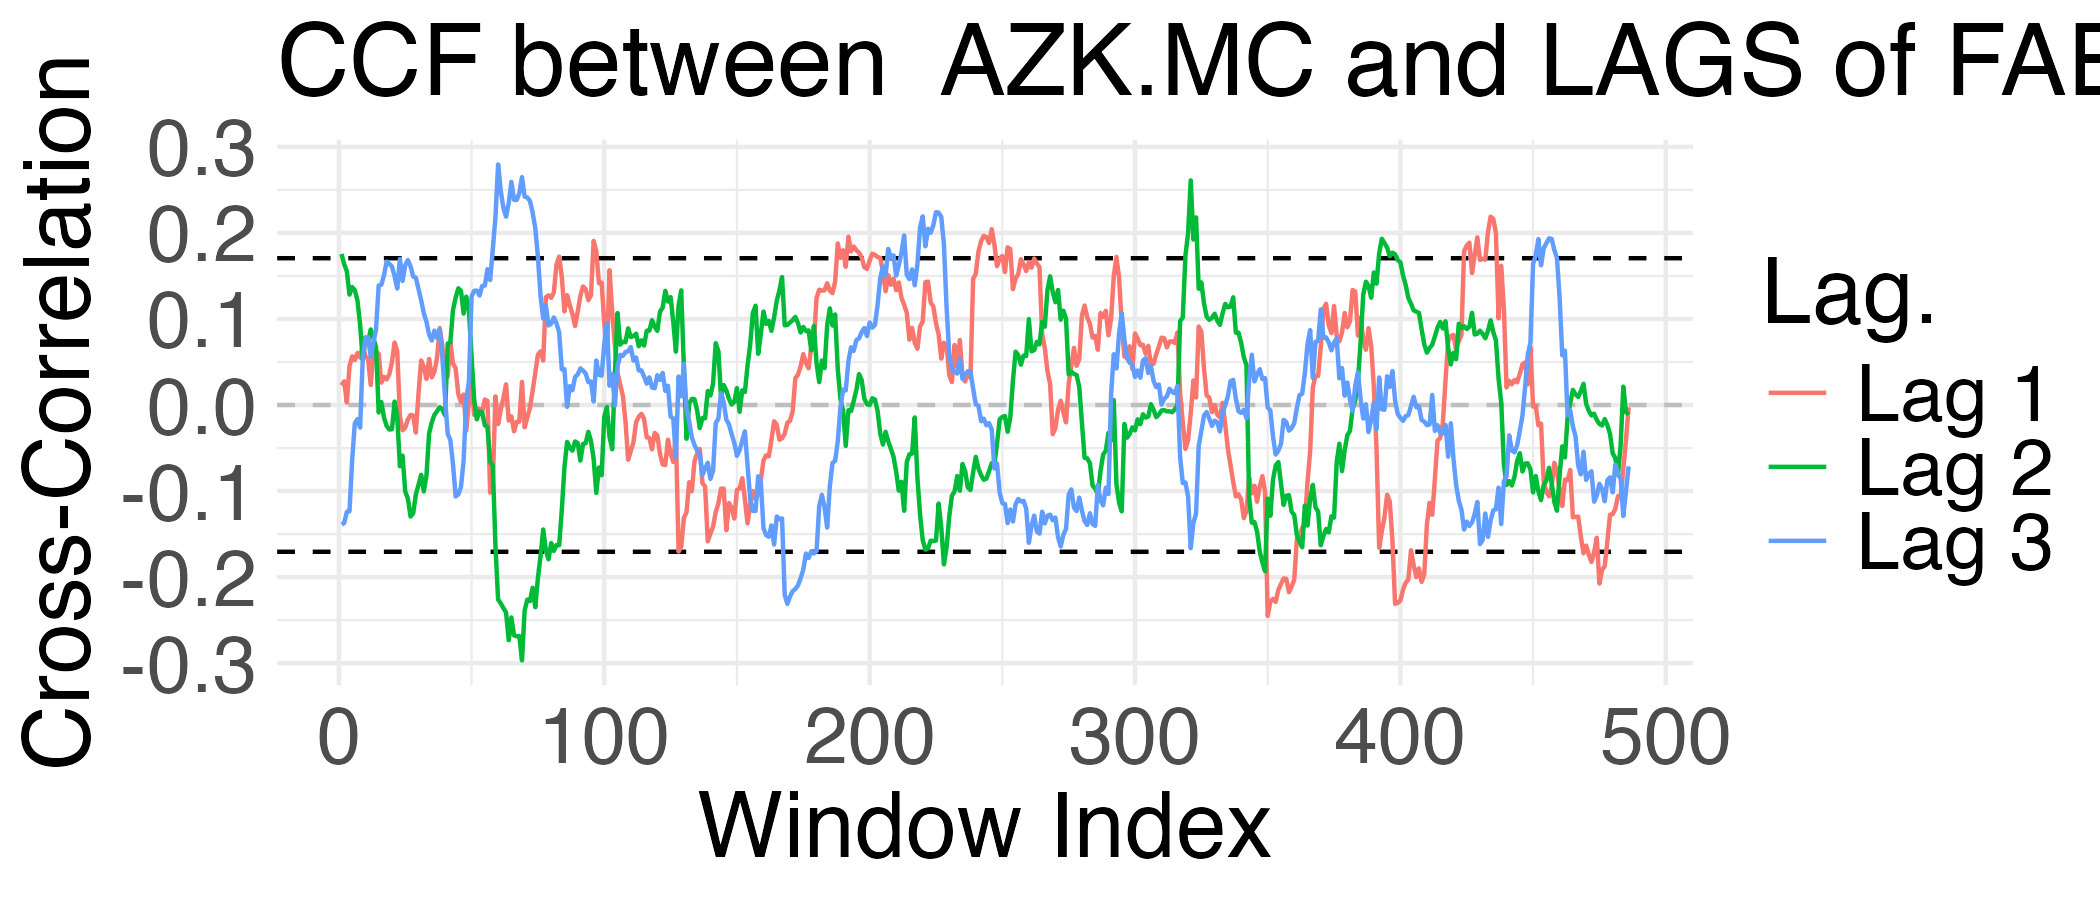 CCF between AZK.MC and LAGS of
Cross-Correlation
0.3
0.2
0.1
0.0
-0.1
-0.2
-0.3
0 100 200 300 400 500
Window Index
Lag.
Lag 1
Lag 2
Lag 3